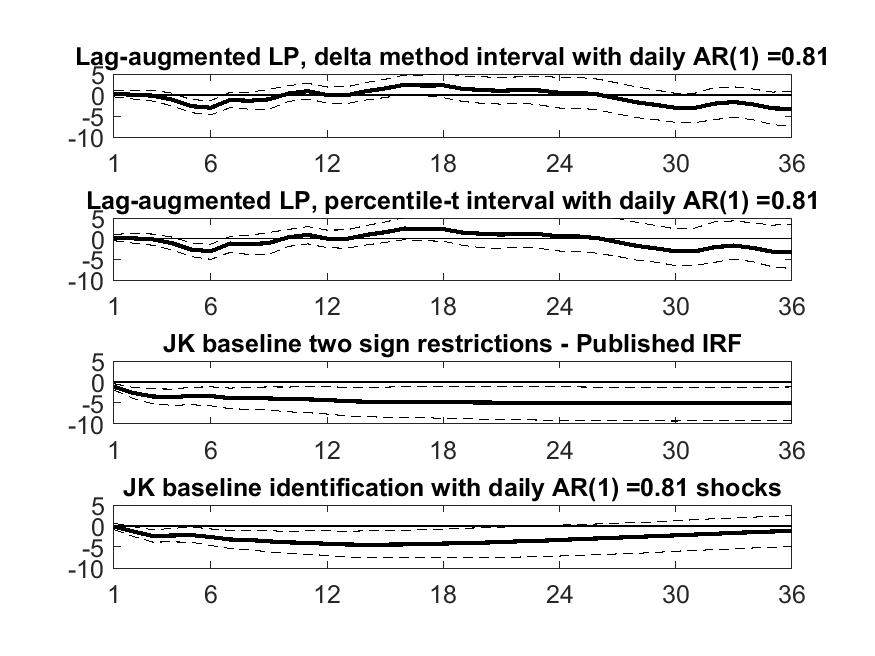 Lag-augmented LP, delta method interval with daily AR(1) =0.81
5
0
-5
-10
1 6 12 18 24 30 36
Lag-augmented LP, percentile-t interval with daily AR(1) =0.81
5
0
-5
-10
1 6 12 18 24 30 36
JK baseline two sign restrictions - Published IRF
5
0
-5
-10
1 6 12 18 24 30 36
JK baseline identification with daily AR(1) =0.81 shocks
5
0
-5
-10
1 6 12 18 24 30 36